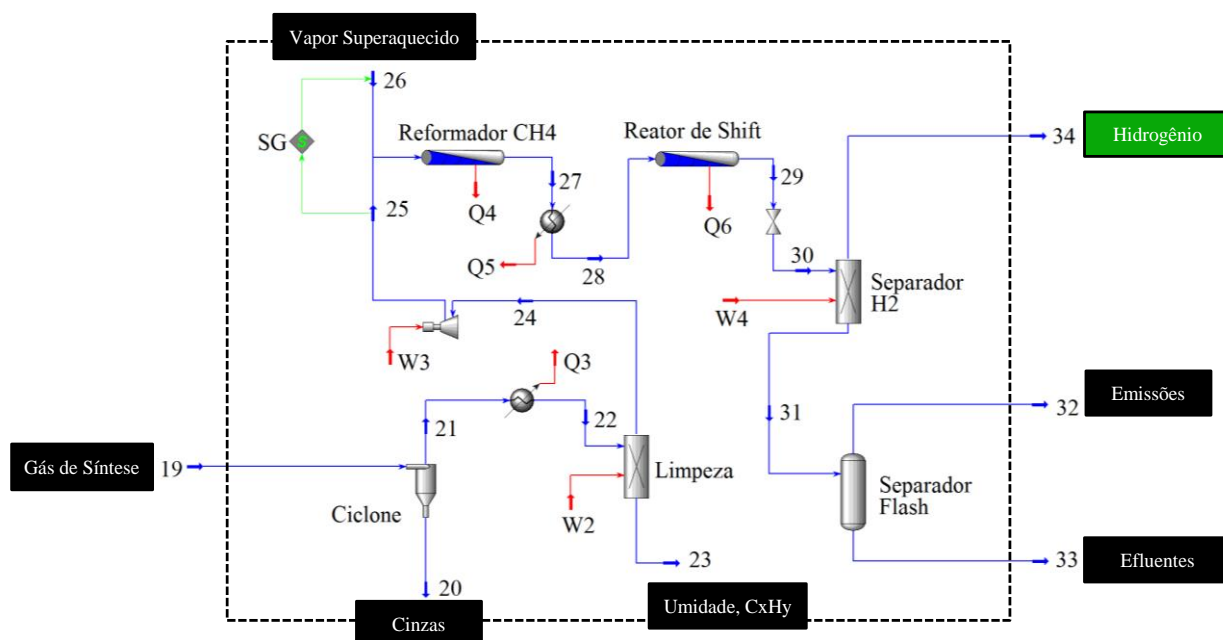 Vapor Superaquecido
26
SG
S
Reformador CH4
Reator de Shift
34
Hidrogênio
27
29
25
Q4
Q6
Q5
28
30
Separador
H2
24
W4
W3
Q3
31
Emissões
32
21
22
Gás de Síntese
19
Limpeza
Ciclone
W2
Separador
Flash
23
33
Efluentes
20
Umidade, CxHy
Cinzas